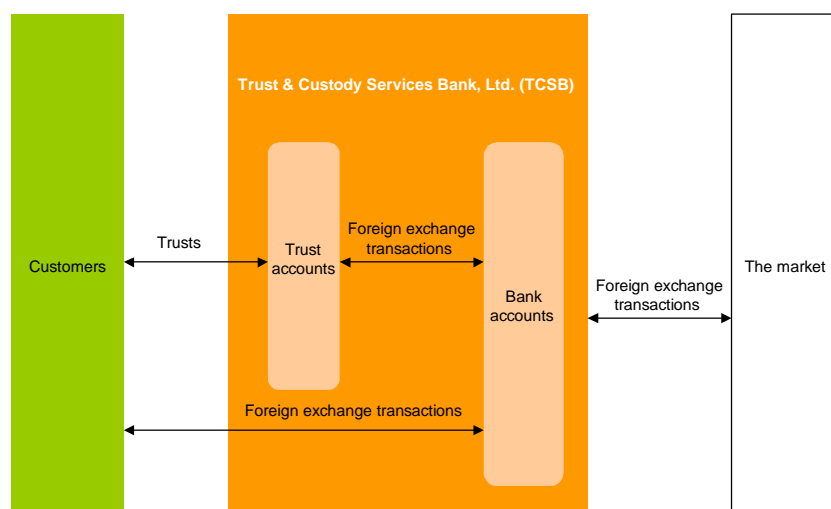 Trust & Custody Services Bank, Ltd. (TCSB)
Foreign exchange
transactions
Trusts
Trust
accounts
Customers
The market
Foreign exchange
transactions
Bank
accounts
Foreign exchange transactions